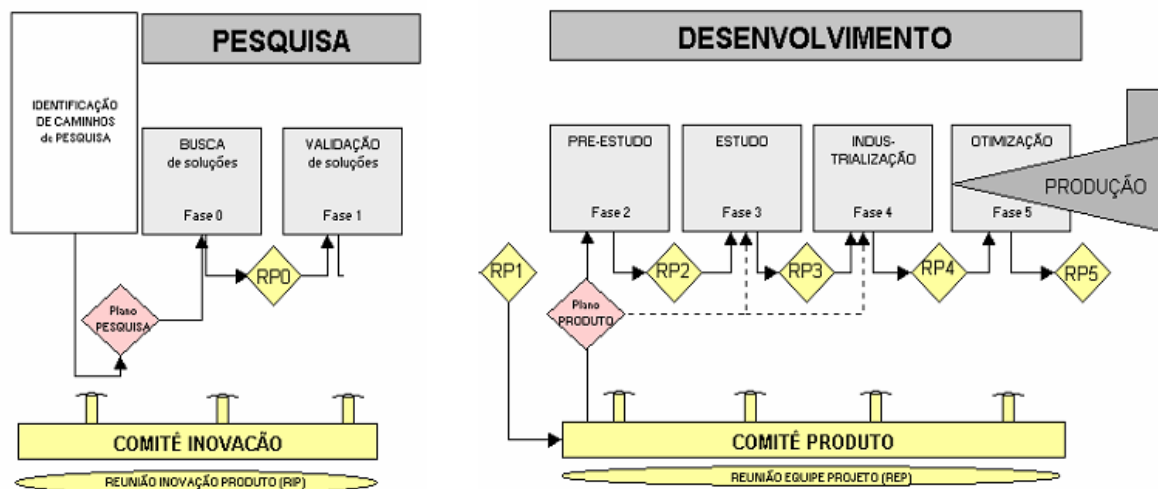 PESQUISA
IDENTIFICAÇÃO
DE CAMINHOS
de PESQUISA
BUSCA
de soluções
Fase 0
VALIDAÇÃO
de soluções
Fase 1
RP0
Plano
PESQUISA
COMITÊ INOVACÃO
REUNIÃO INOVAÇÃO PRODUTO (RIP)
DESENVOLVIMENTO
PRE-ESTUDO
Fase 2
ESTUDO
Fase 3
INDUS-
TRIALIZAÇÃO
Fase 4
OTIMIZAÇÃO
Fase 5
PRODUÇÃO
RP1
RP2
RP3
RP4
RP5
Plano
PRODUTO
COMITÊ PRODUTO
REUNIÃO EQUIPE PROJETO (REP)